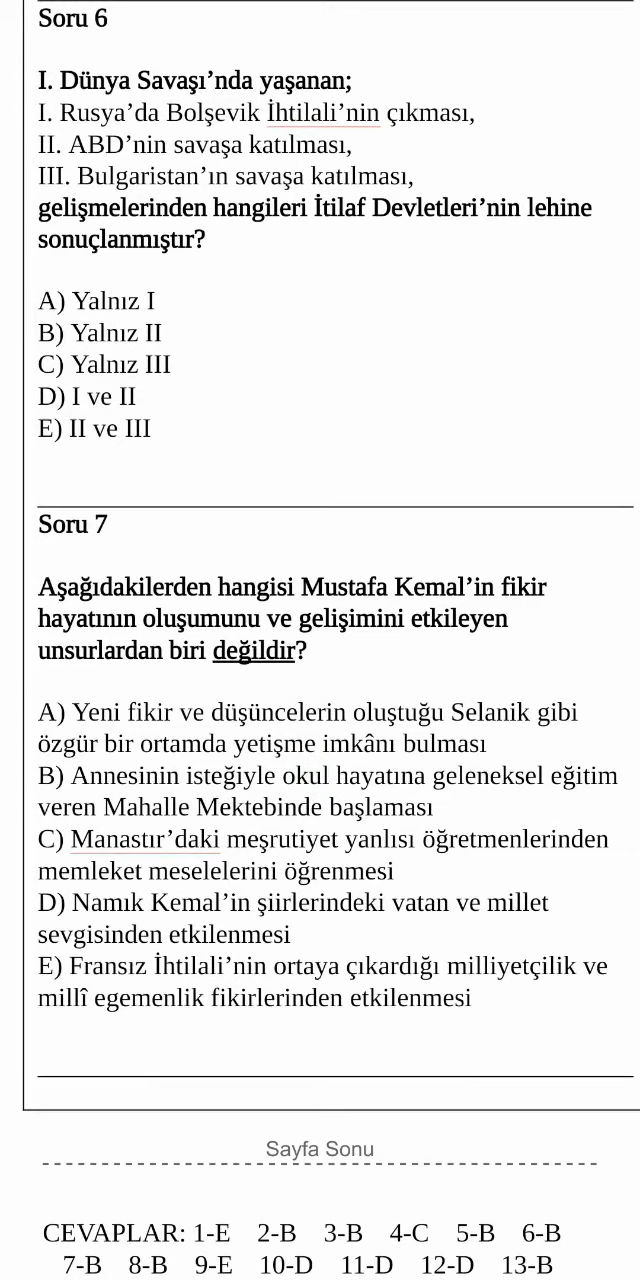 Soru 6
I. Dünya Savaşı’nda yaşanan;
I. Rusya’da Bolşevik İhtilali’nin çıkması,
II. ABD’nin savaşa katılması,
III. Bulgaristan’ın savaşa katılması,
gelişmelerinden hangileri İtilaf Devletleri’nin lehine
sonuçlanmıştır?
A) Yalnız I
B) Yalnız II
C) Yalnız III
D) I ve II
E) II ve III
Soru 7
Aşağıdakilerden hangisi Mustafa Kemal’in fikir
hayatının oluşumunu ve gelişimini etkileyen
unsurlardan biri değildir?
A) Yeni fikir ve düşüncelerin oluştuğu Selanik gibi
özgür bir ortamda yetişme imkânı bulması
B) Annesinin isteğiyle okul hayatına geleneksel eğitim
veren Mahalle Mektebinde başlaması
C) Manastır’daki meşrutiyet yanlısı öğretmenlerinden
memleket meselelerini öğrenmesi
D) Namık Kemal’in şiirlerindeki vatan ve millet
sevgisinden etkilenmesi
E) Fransız İhtilali’nin ortaya çıkardığı milliyetçilik ve
millî egemenlik fikirlerinden etkilenmesi
Sayfa Sonu
CEVAPLAR: 1-E 2-B 3-B 4-C 5-B 6-B
7-B 8-B 9-E 10-D 11-D 12-D 13-B